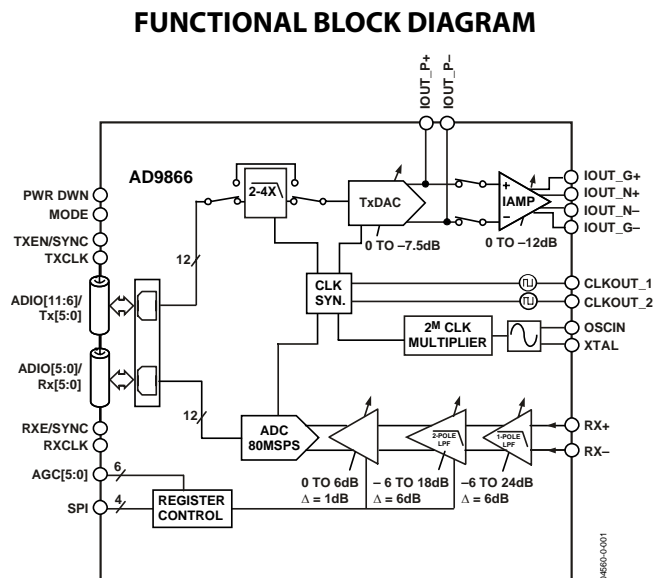 FUNCTIONAL BLOCK DIAGRAM
IOUT_P+
IOUT_P–
AD9866
PWR DWN
MODE
TXEN/SYNC
TXCLK
ADIO[11:6]/
Tx[5:0]
ADIO[5:0]/
Rx[5:0]
RXE/SYNC
RXCLK
AGC[5:0]
SPI
12
2-4X
TxDAC
0 TO –7.5dB
+
IAMP
–
0 TO –12dB
IOUT_G+
IOUT_N+
IOUT_N–
IOUT_G–
CLK
SYN.
CLKOUT_1
CLKOUT_2
2M CLK
MULTIPLIER
OSCIN
XTAL
12
ADC
80MSPS
2-POLE
LPF
1-POLE
LPF
RX+
RX–
0 TO 6dB
Δ = 1dB
– 6 TO 18dB
Δ = 6dB
–6 TO 24dB
Δ = 6dB
6
4
REGISTER
CONTROL
04560-0-001